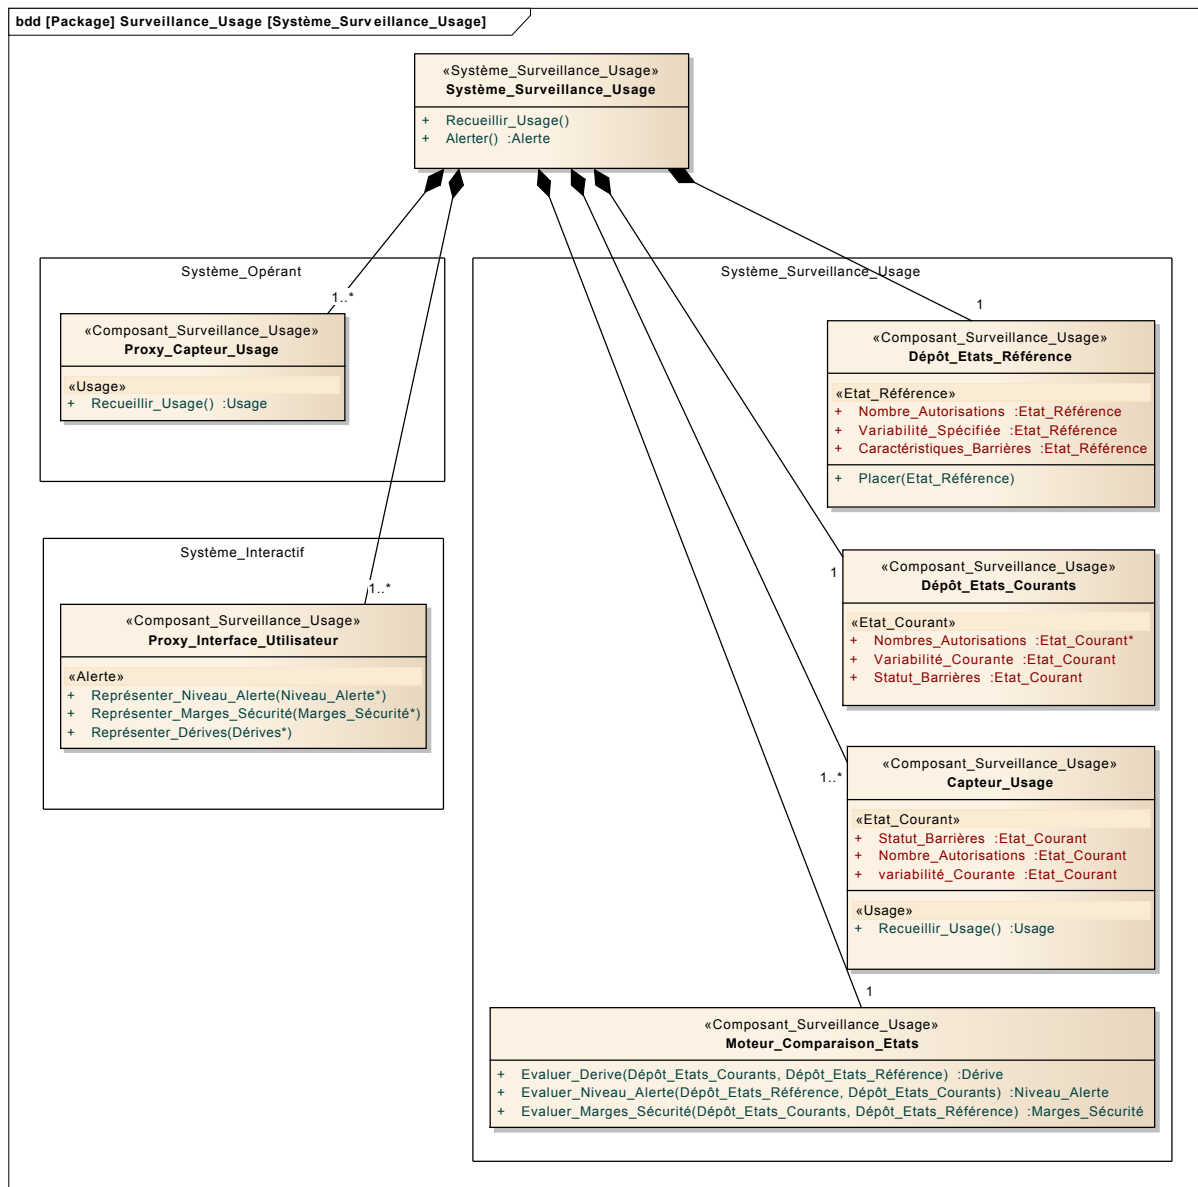 bdd [Package] Surveillance_Usage [Système_Surveillance_Usage]
«Système_Surveillance_Usage»
Système_Surveillance_Usage
+ Recueillir_Usage()
+ Alerter() :Alerte
Système_Opérant
1..*
«Composant_Surveillance_Usage»
Proxy_Capteur_Usage
«Usage»
+ Recueillir_Usage() :Usage
Système_Interactif
1..*
«Composant_Surveillance_Usage»
Proxy_Interface_Utilisateur
«Alerte»
+ Représenter_Niveau_Alerte(Niveau_Alerte*)
+ Représenter_Marges_Sécurité(Marges_Sécurité*)
+ Représenter_Dérives(Dérives*)
Système_Surveillance_Usage
1
«Composant_Surveillance_Usage»
Dépôt_Etats_Référence
«Etat_Référence»
+ Nombre_Autorisations :Etat_Référence
+ Variabilité_Spécifiée :Etat_Référence
+ Caractéristiques_Barrières :Etat_Référence
+ Placer(Etat_Référence)
1
«Composant_Surveillance_Usage»
Dépôt_Etats_Courants
«Etat_Courant»
+ Nombres_Autorisations :Etat_Courant*
+ Variabilité_Courante :Etat_Courant
+ Statut_Barrières :Etat_Courant
1..*
«Composant_Surveillance_Usage»
Capteur_Usage
«Etat_Courant»
+ Statut_Barrières :Etat_Courant
+ Nombre_Autorisations :Etat_Courant
+ variabilité_Courante :Etat_Courant
«Usage»
+ Recueillir_Usage() :Usage
1
«Composant_Surveillance_Usage»
Moteur_Comparaison_Etats
+ Evaluer_Derive(Dépôt_Etats_Courants, Dépôt_Etats_Référence) :Dérive
+ Evaluer_Niveau_Alerte(Dépôt_Etats_Référence, Dépôt_Etats_Courants) :Niveau_Alerte
+ Evaluer_Marges_Sécurité(Dépôt_Etats_Courants, Dépôt_Etats_Référence) :Marges_Sécurité